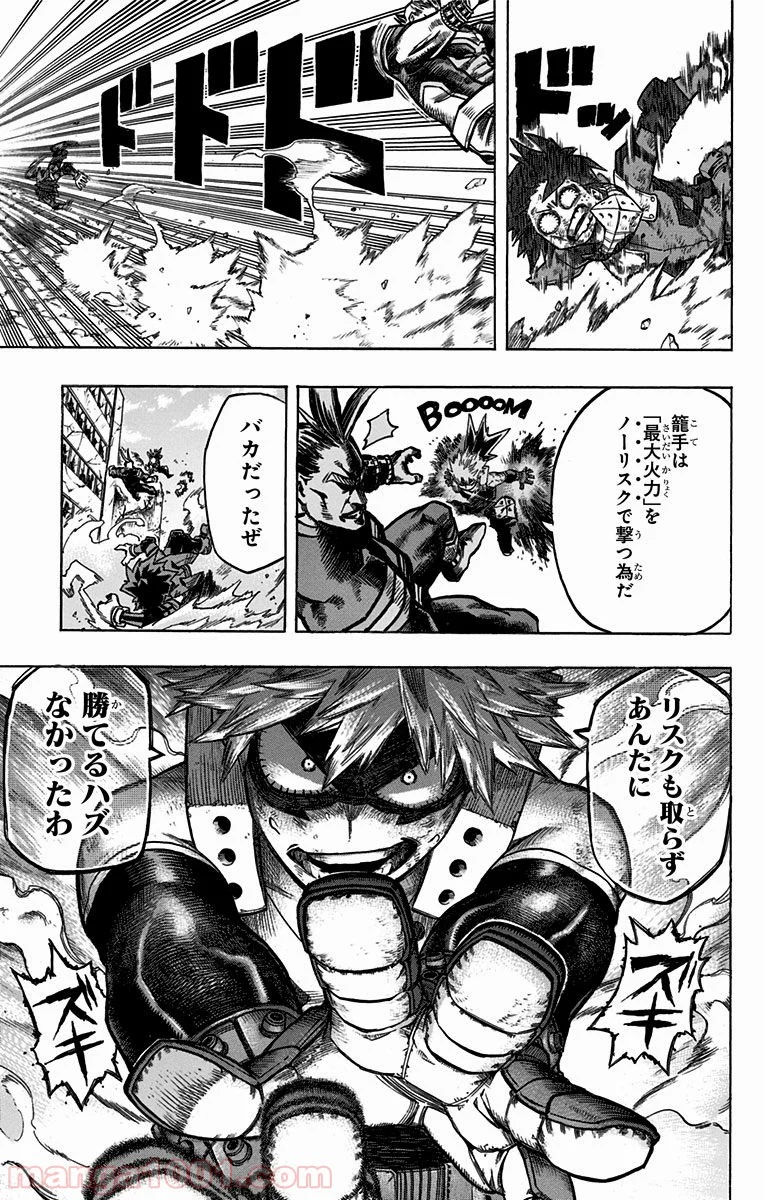 ドッ
ドドド
籠手は
「最大火力」を
ノーリスクで撃つ為だ
BOOOOM
バカだったぜ
リスクも取らず
あんたに
勝てるハズ
なかったわ
ズキ
ズキ
manga1001.com